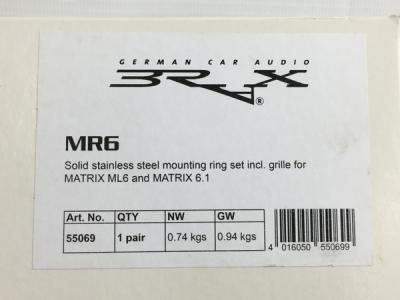 GERMAN CAR AUDIO
BRAX®
MR6
Solid stainless steel mounting ring set incl. grille for
MATRIX ML6 and MATRIX 6.1
Art. No. QTY NW GW
55069 1 pair 0.74 kgs 0.94 kgs
4 016050 550699